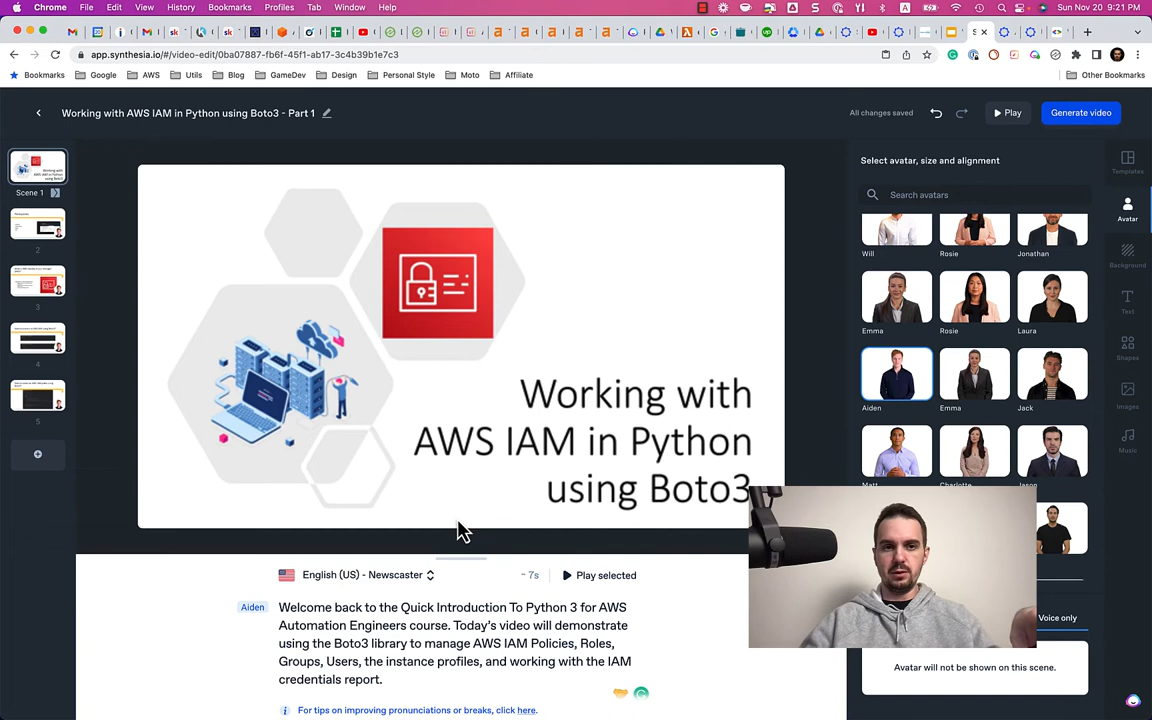 Chrome File Edit View History Bookmarks Profiles Tab Window Help
Sun Nov 20 9:21 PM
app.synthesia.io/#/video-edit/0ba07887-fb6f-45f1-ab17-3c4b39b1e7c3
Bookmarks Google AWS Utils Blog GameDev Design Personal Style Moto Affiliate Other Bookmarks
Working with AWS IAM in Python using Boto3 - Part 1
All changes saved
Play
Generate video
Select avatar, size and alignment
Search avatars
Templates
Avatar
Background
Text
Shapes
Images
Music
Scene 1
2
3
4
5
Working with
AWS IAM in Python
using Boto3
Will Rosie Jonathan
Emma Rosie Laura
Aiden Emma Jack
Matt Charlotte Jason
Voice only
Avatar will not be shown on this scene.
English (US) - Newscaster
~ 7s
Play selected
Aiden
Welcome back to the Quick Introduction To Python 3 for AWS
Automation Engineers course. Today's video will demonstrate
using the Boto3 library to manage AWS IAM Policies, Roles,
Groups, Users, the instance profiles, and working with the IAM
credentials report.
For tips on improving pronunciations or breaks, click here.